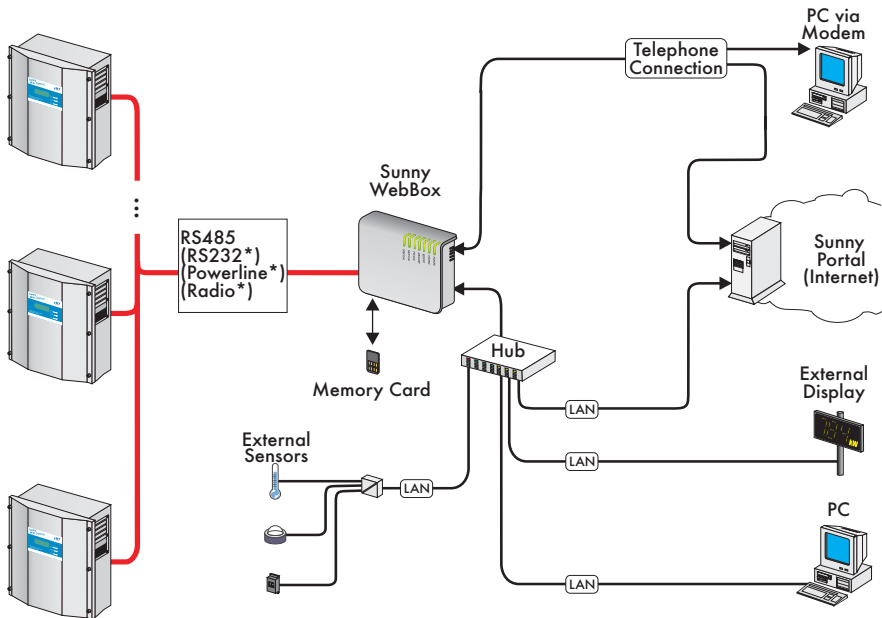 PC via
Modem
Telephone
Connection
Sunny
WebBox
RS485
(RS232*)
(Powerline*)
(Radio*)
Sunny
Portal
(Internet)
Hub
Memory Card
External
Display
LAN
External
Sensors
LAN
LAN
PC
LAN